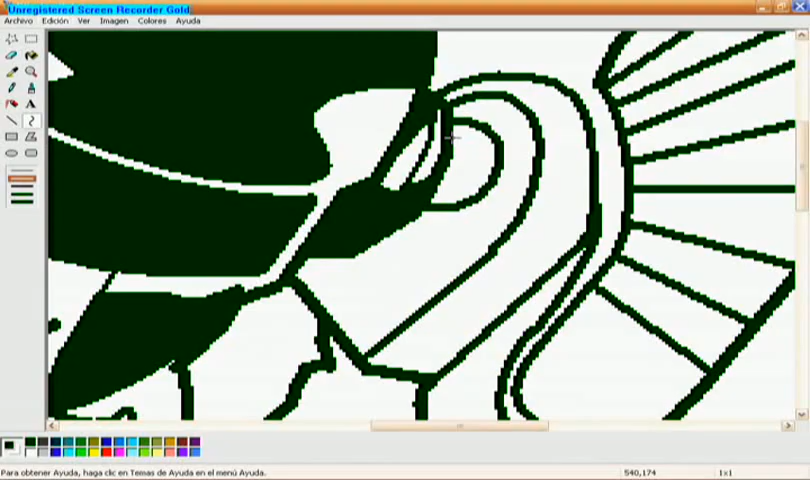 Unregistered Screen Recorder Gold
Archivo Edición Ver Imagen Colores Ayuda
A
Para obtener Ayuda, haga clic en Temas de Ayuda en el menú Ayuda.
540,174
1x1